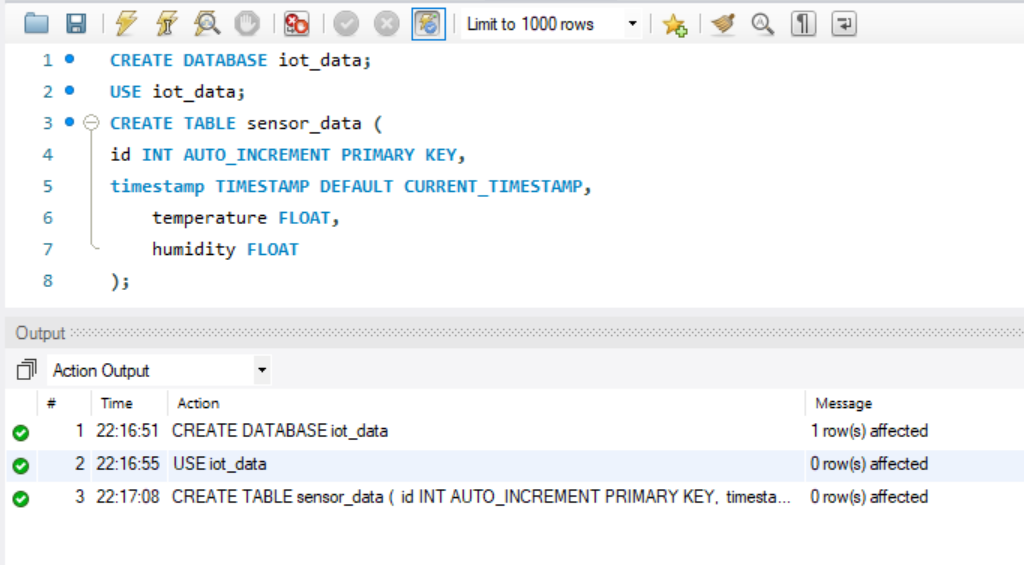 Limit to 1000 rows
1 CREATE DATABASE iot_data;
2 USE iot_data;
3 CREATE TABLE sensor_data (
4 id INT AUTO_INCREMENT PRIMARY KEY,
5 timestamp TIMESTAMP DEFAULT CURRENT_TIMESTAMP,
6 temperature FLOAT,
7 humidity FLOAT
8 );
Output
Action Output
# Time Action Message
1 22:16:51 CREATE DATABASE iot_data 1 row(s) affected
2 22:16:55 USE iot_data 0 row(s) affected
3 22:17:08 CREATE TABLE sensor_data ( id INT AUTO_INCREMENT PRIMARY KEY, timesta... 0 row(s) affected